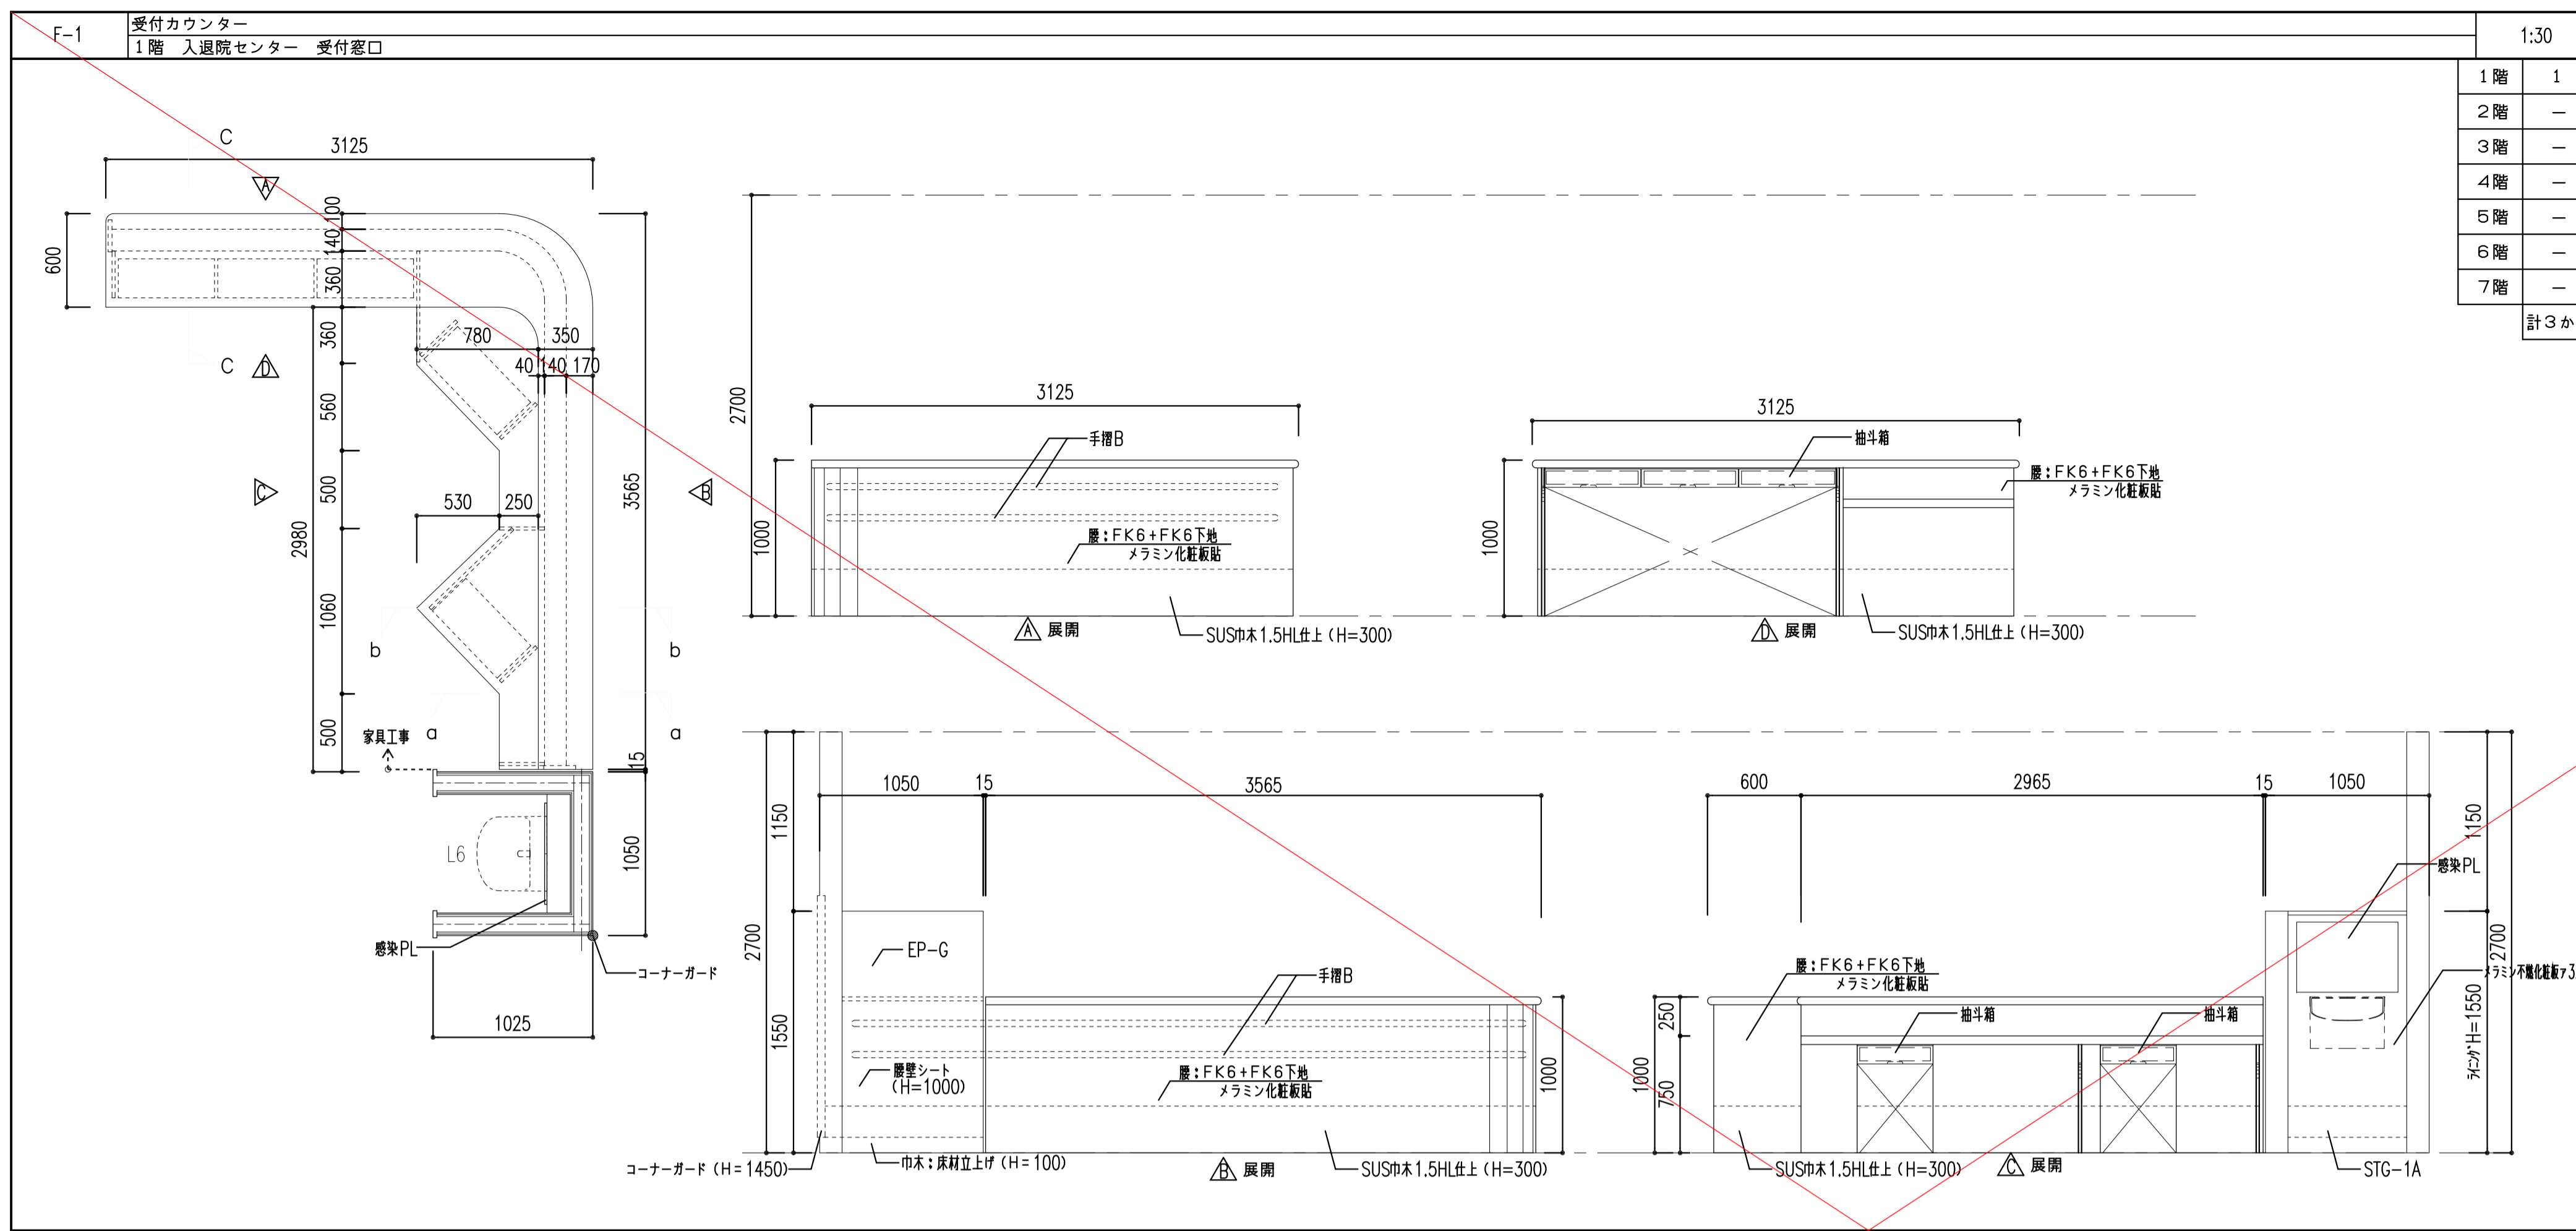 F-1
受付カウンター
1階 入退院センター 受付窓口
1:30
1階 1
2階 －
3階 －
4階 －
5階 －
6階 －
7階 －
計3か
C
3125
A
600
100
140
360
360
780 350
40 140 170
C D
560
C
500
530 250
3565
B
2980
1060
b b
500
家具工事
a a
15
L6
1050
感染PL
コーナーガード
1025
2700
3125
手摺B
1000
腰：FK6+FK6下地
メラミン化粧板貼
A 展開
SUS巾木1.5HL仕上（H=300）
3125
抽斗箱
腰：FK6+FK6下地
メラミン化粧板貼
1000
D 展開
SUS巾木1.5HL仕上（H=300）
1050 15 3565
1150
2700
1550
EP-G
手摺B
腰壁シート
（H=1000）
腰：FK6+FK6下地
メラミン化粧板貼
1000
コーナーガード（H=1450）
巾木：床材立上げ（H=100）
B 展開
SUS巾木1.5HL仕上（H=300）
600 2965 15 1050
1150
感染PL
2700
腰：FK6+FK6下地
メラミン化粧板貼
メラミン不燃化粧板ァ3
抽斗箱
抽斗箱
250
1000
750
ﾗｲﾆﾝｸﾞH=1550
SUS巾木1.5HL仕上（H=300）
C 展開
STG-1A